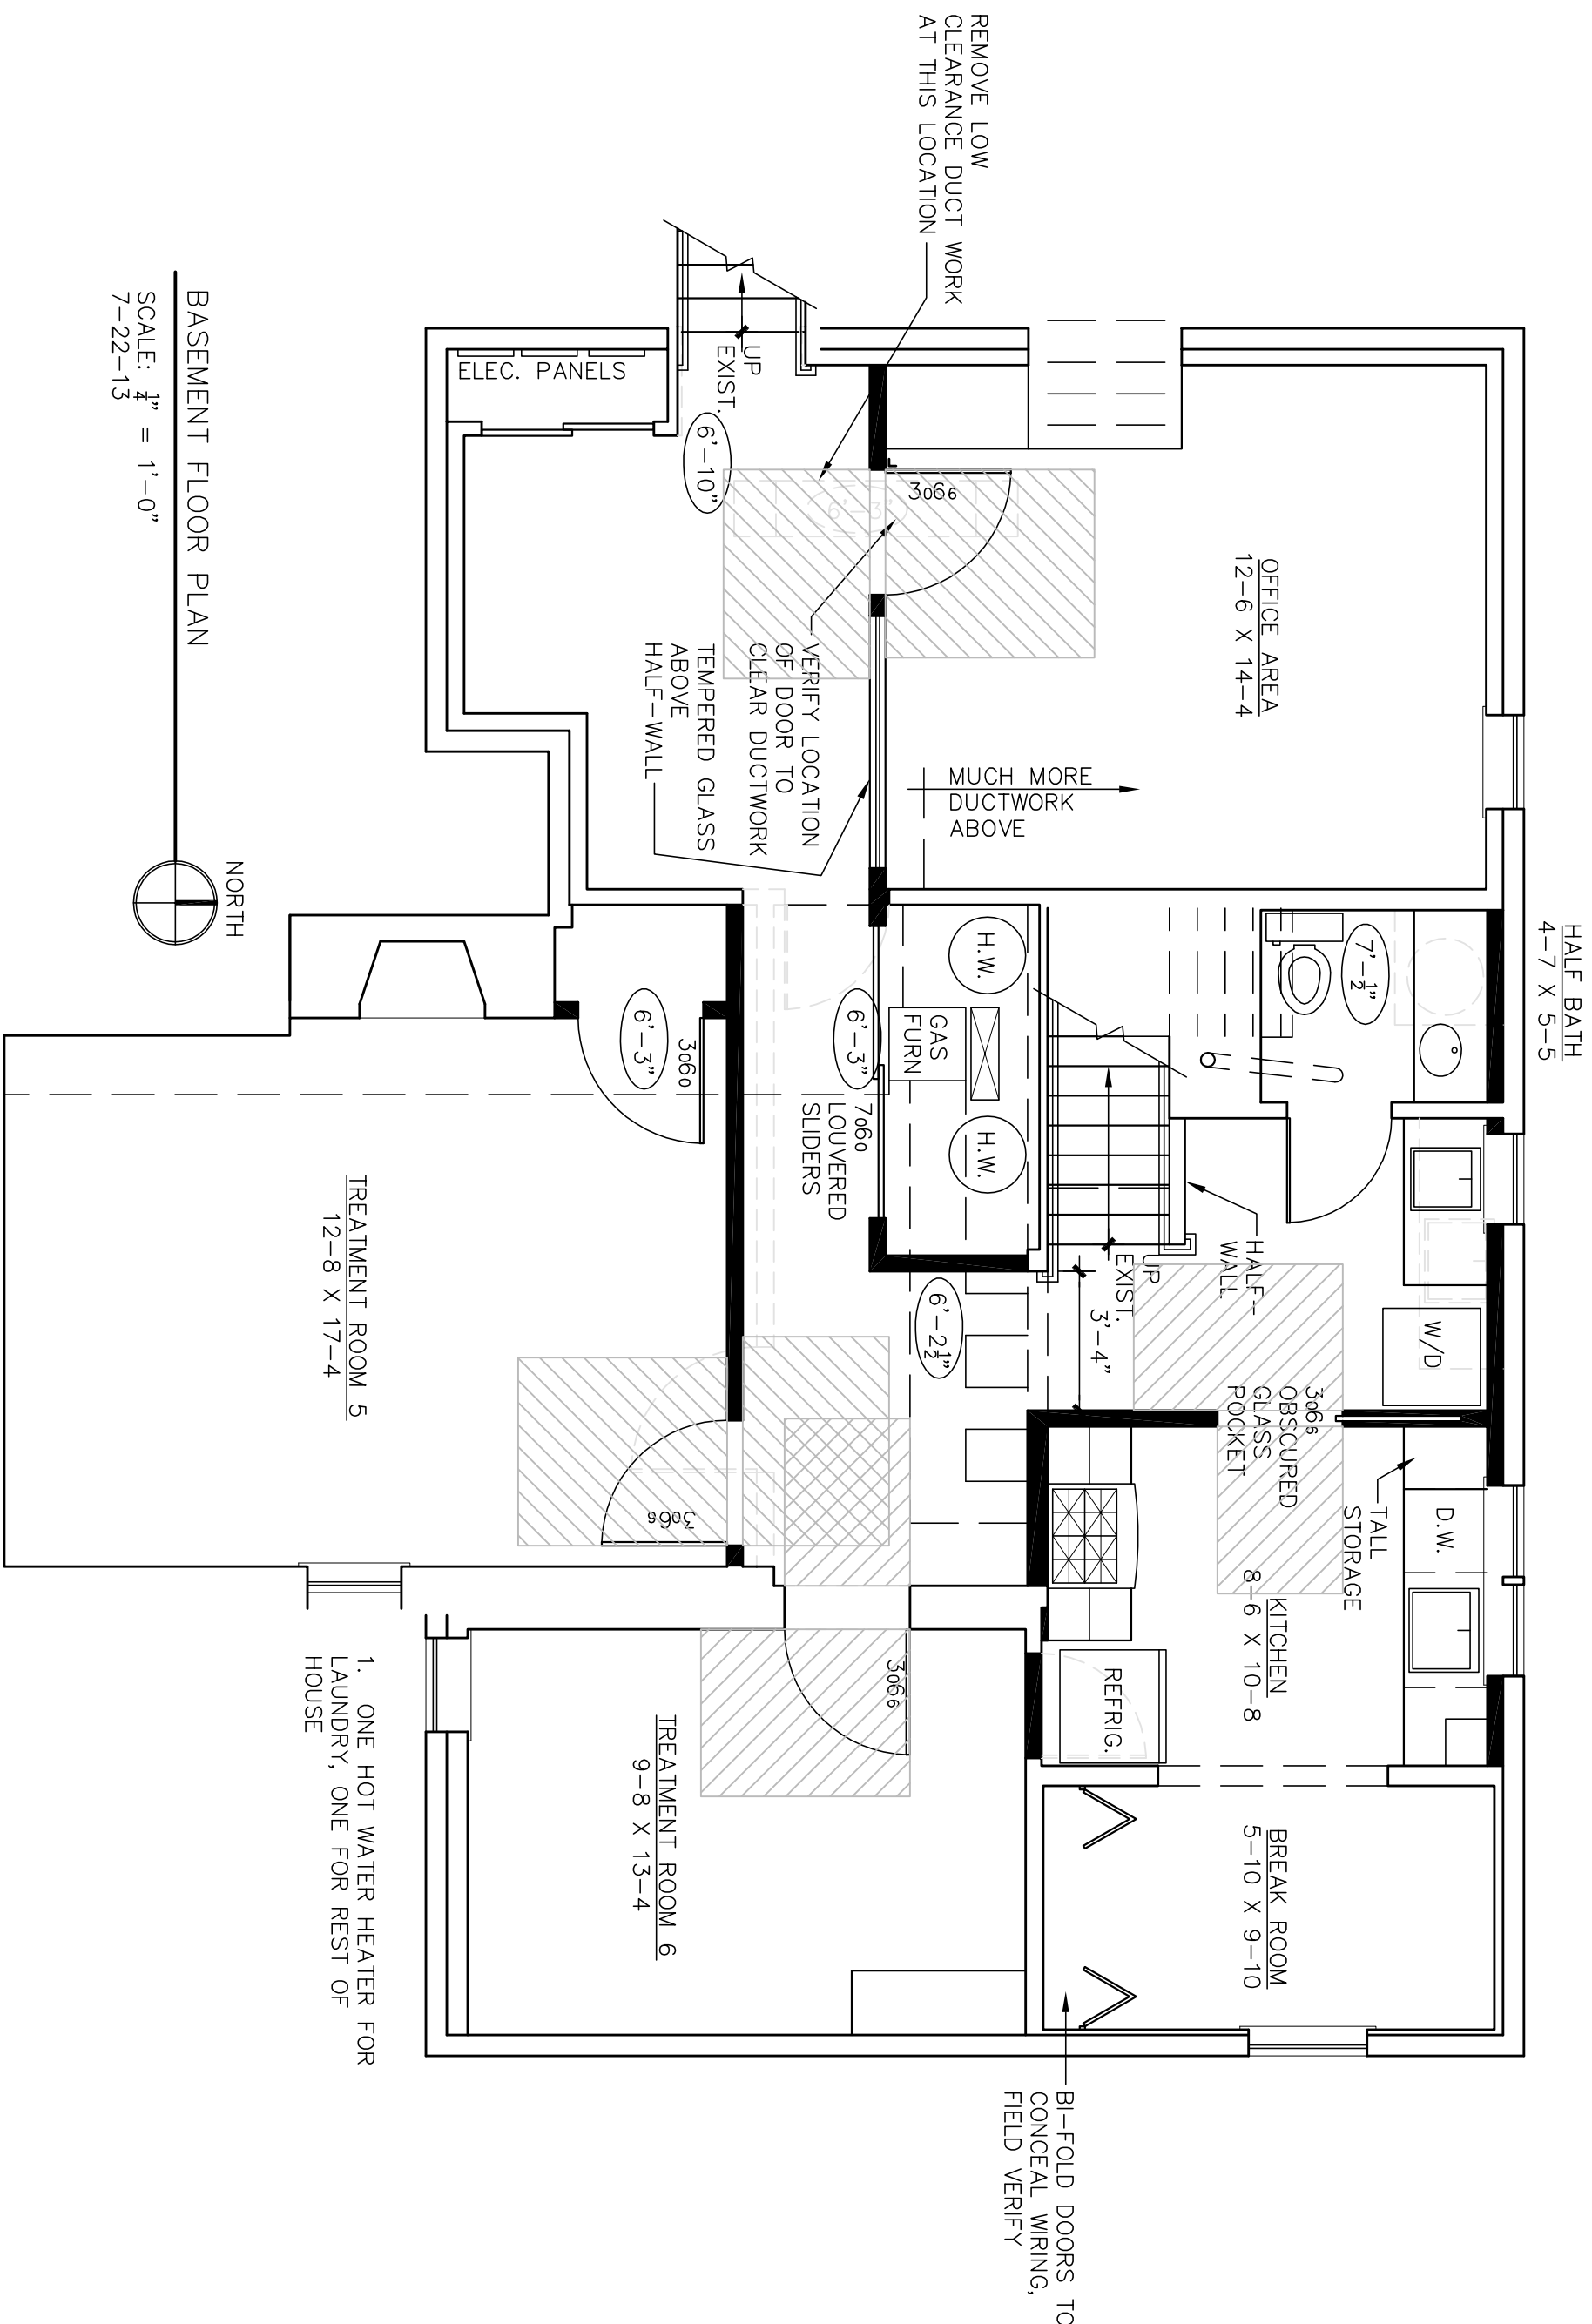 HALF BATH
4-7 X 5-5
7'-½"
W/D
D.W.
TALL
STORAGE
3066
OBSCURED
GLASS
POCKET
HALF-
WALL
KITCHEN
8-6 X 10-8
BREAK ROOM
5-10 X 9-10
OFFICE AREA
12-6 X 14-4
UP
EXIST.
3'-4"
REFRIG.
BI-FOLD DOORS TO
CONCEAL WIRING,
FIELD VERIFY
REMOVE LOW
CLEARANCE DUCT WORK
AT THIS LOCATION
MUCH MORE
DUCTWORK
ABOVE
H.W.
H.W.
GAS
FURN
6'-2½"
3066
6'-3"
6'-3"
7060
LOUVERED
SLIDERS
3066
VERIFY LOCATION
OF DOOR TO
CLEAR DUCTWORK
TEMPERED GLASS
ABOVE
HALF-WALL
UP
EXIST.
6'-10"
ELEC. PANELS
3060
6'-3"
3066
TREATMENT ROOM 6
9-8 X 13-4
TREATMENT ROOM 5
12-8 X 17-4
1. ONE HOT WATER HEATER FOR
LAUNDRY, ONE FOR REST OF
HOUSE
NORTH
BASEMENT FLOOR PLAN
SCALE: ¼" = 1'-0"
7-22-13